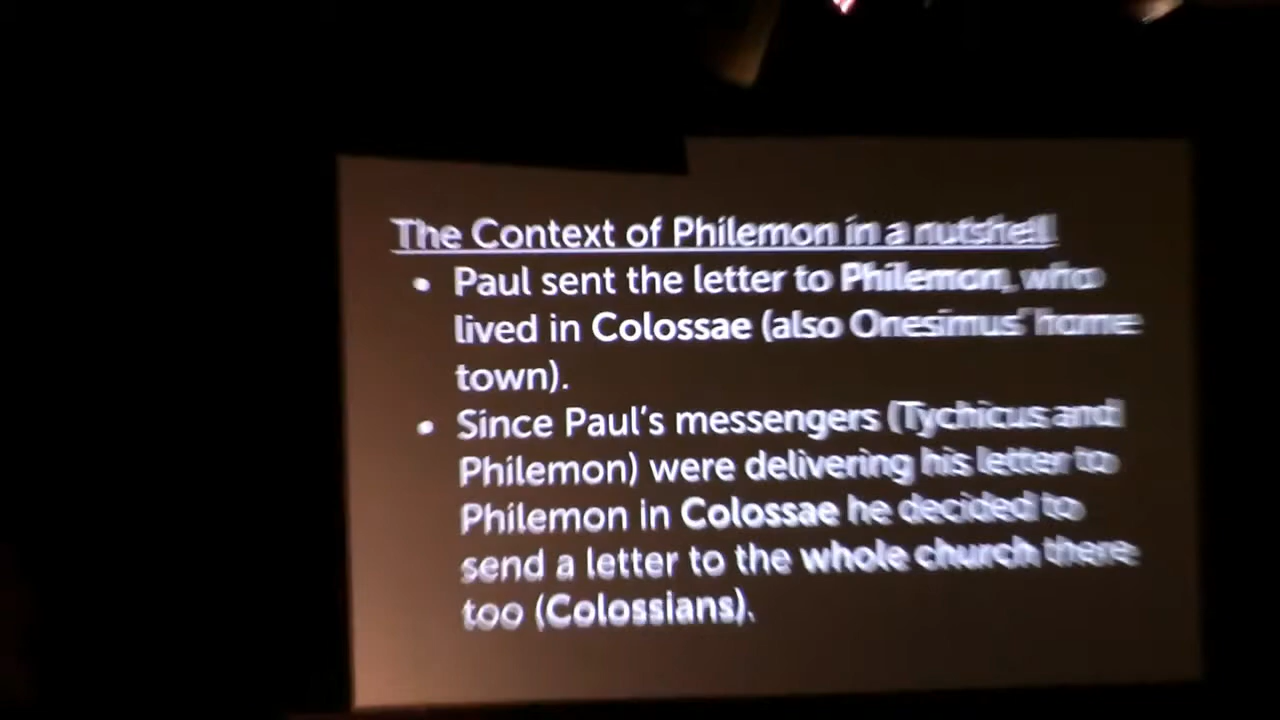 The Context of Philemon in a nutshell
• Paul sent the letter to Philemon, who
lived in Colossae (also Onesimus' home
town).
• Since Paul's messengers (Tychicus and
Philemon) were delivering his letter to
Philemon in Colossae he decided to
send a letter to the whole church there
too (Colossians).